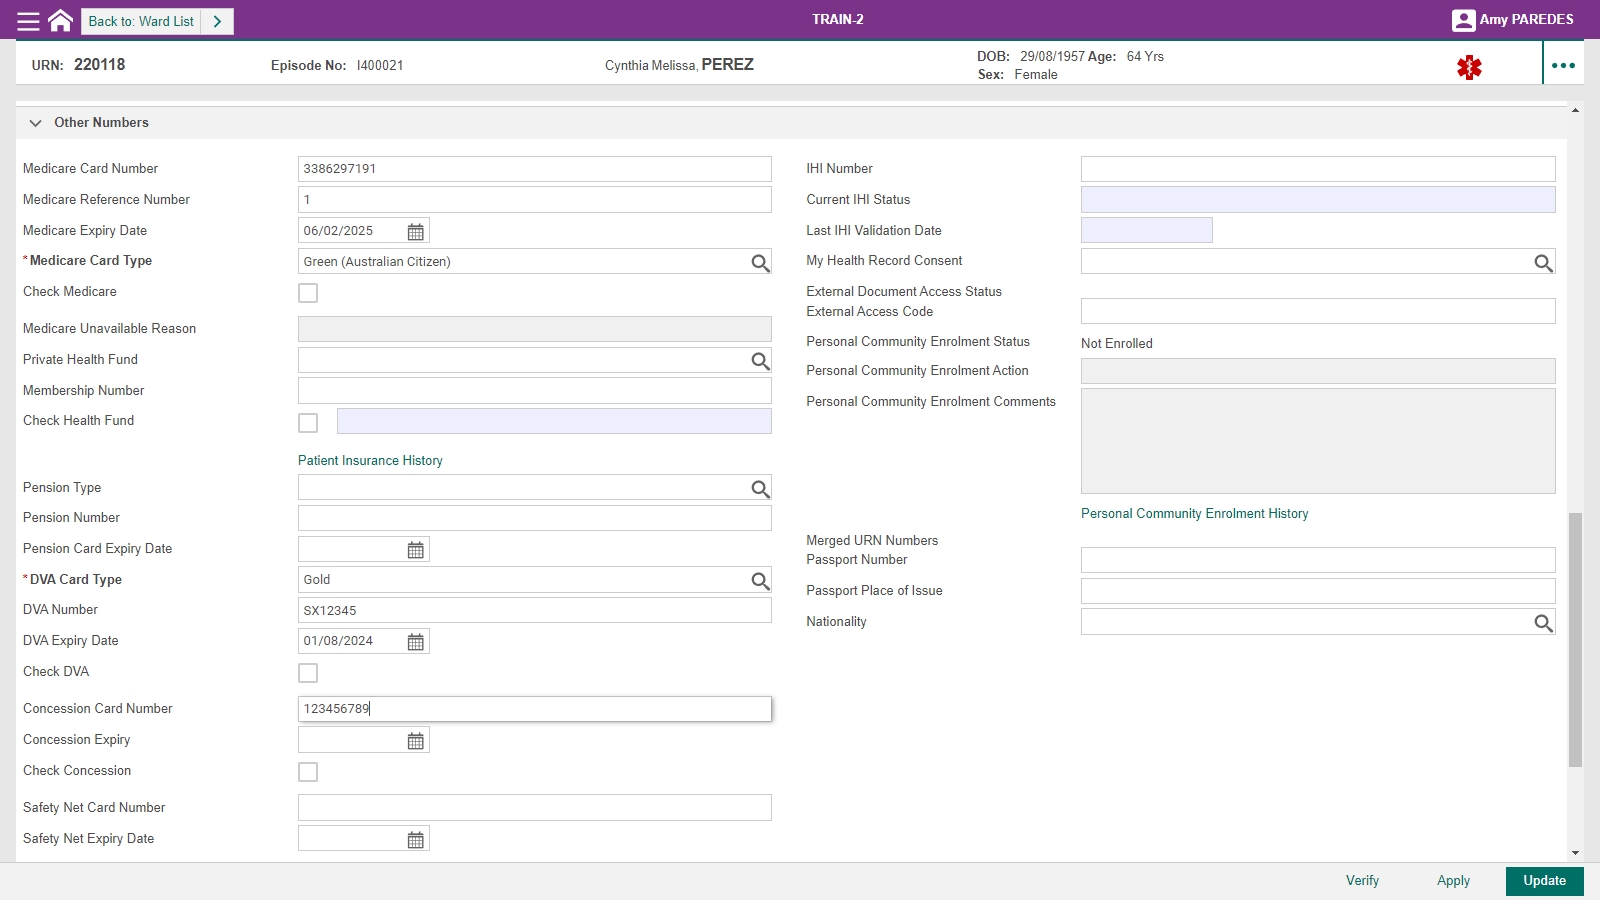 Back to: Ward List
TRAIN-2
Amy PAREDES
URN: 220118
Episode No: I400021
Cynthia Melissa, PEREZ
DOB: 29/08/1957 Age: 64 Yrs
Sex: Female
Other Numbers
Medicare Card Number 3386297191
Medicare Reference Number 1
Medicare Expiry Date 06/02/2025
*Medicare Card Type Green (Australian Citizen)
Check Medicare
Medicare Unavailable Reason
Private Health Fund
Membership Number
Check Health Fund
Patient Insurance History
Pension Type
Pension Number
Pension Card Expiry Date
*DVA Card Type Gold
DVA Number SX12345
DVA Expiry Date 01/08/2024
Check DVA
Concession Card Number 123456789
Concession Expiry
Check Concession
Safety Net Card Number
Safety Net Expiry Date
IHI Number
Current IHI Status
Last IHI Validation Date
My Health Record Consent
External Document Access Status
External Access Code
Personal Community Enrolment Status Not Enrolled
Personal Community Enrolment Action
Personal Community Enrolment Comments
Personal Community Enrolment History
Merged URN Numbers
Passport Number
Passport Place of Issue
Nationality
Verify
Apply
Update